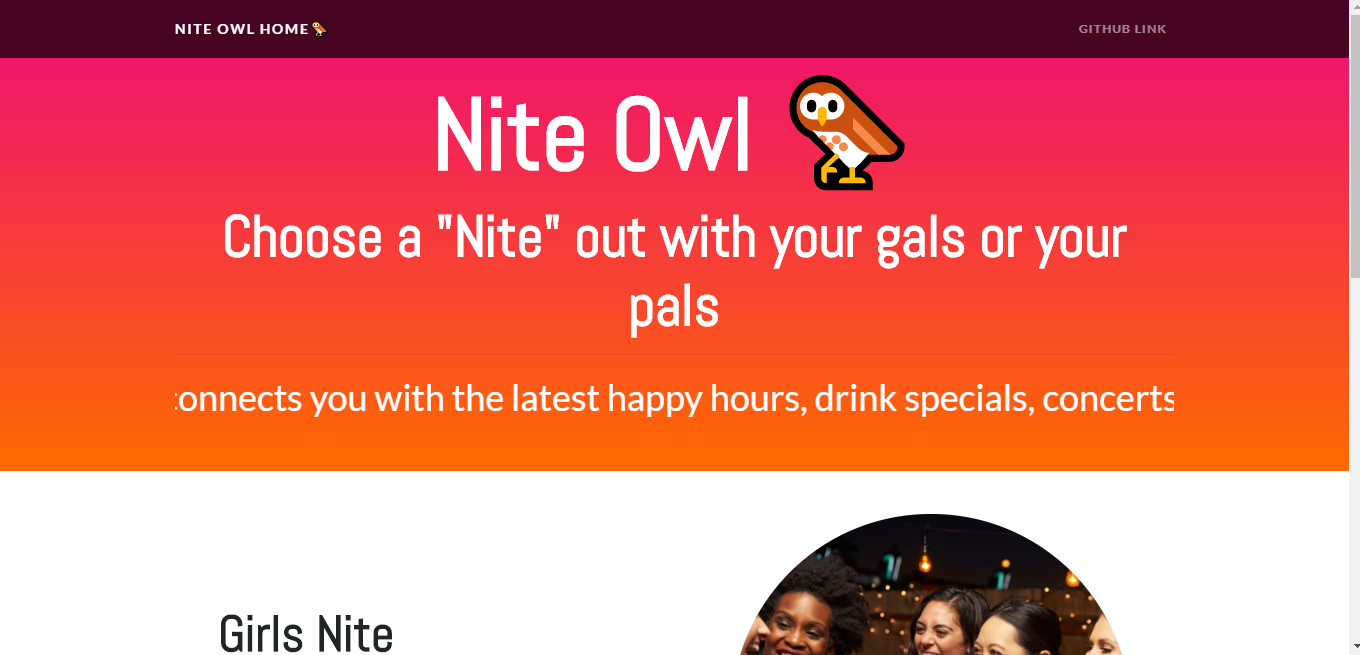 NITE OWL HOME
GITHUB LINK
Nite Owl
Choose a "Nite" out with your gals or your
pals
connects you with the latest happy hours, drink specials, concerts
Girls Nite